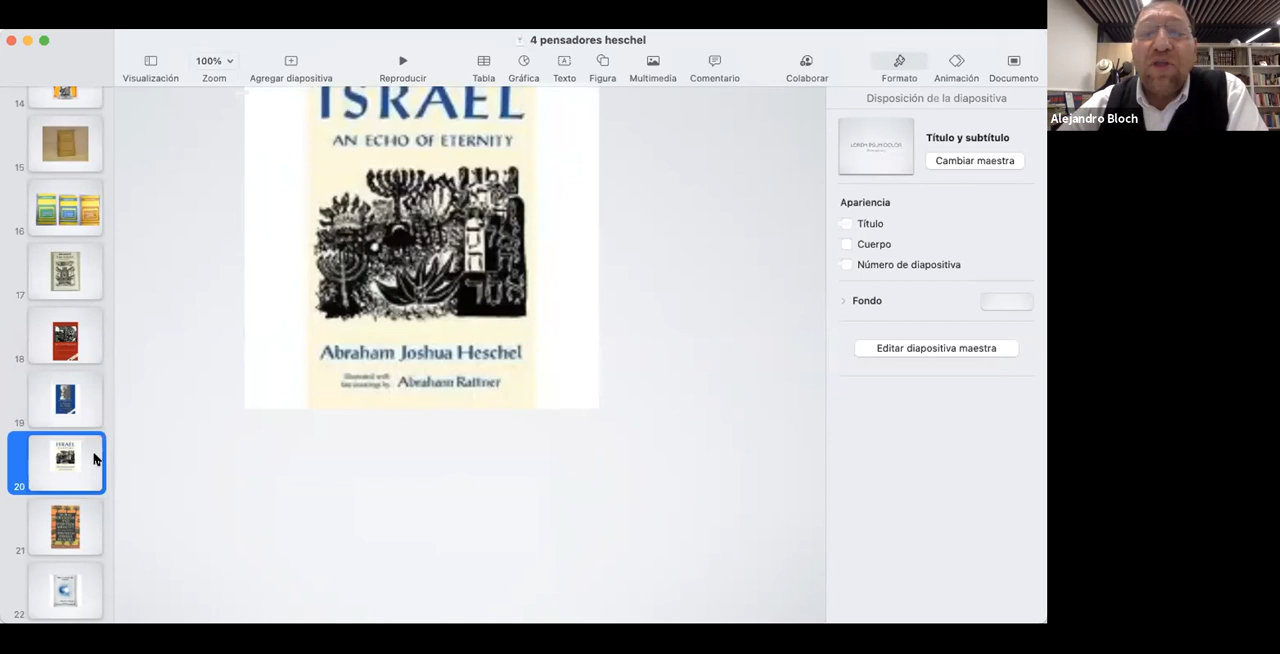 4 pensadores heschel
100%
Visualización
Zoom
Agregar diapositiva
Reproducir
Tabla
Gráfica
Texto
Figura
Multimedia
Comentario
Colaborar
Formato
Animación
Documento
14
15
16
17
18
19
20
21
22
ISRAEL
AN ECHO OF ETERNITY
Abraham Joshua Heschel
Illustrated with
Abraham Rattner
Disposición de la diapositiva
Título y subtítulo
Cambiar maestra
Apariencia
Título
Cuerpo
Número de diapositiva
Fondo
Editar diapositiva maestra
Alejandro Bloch